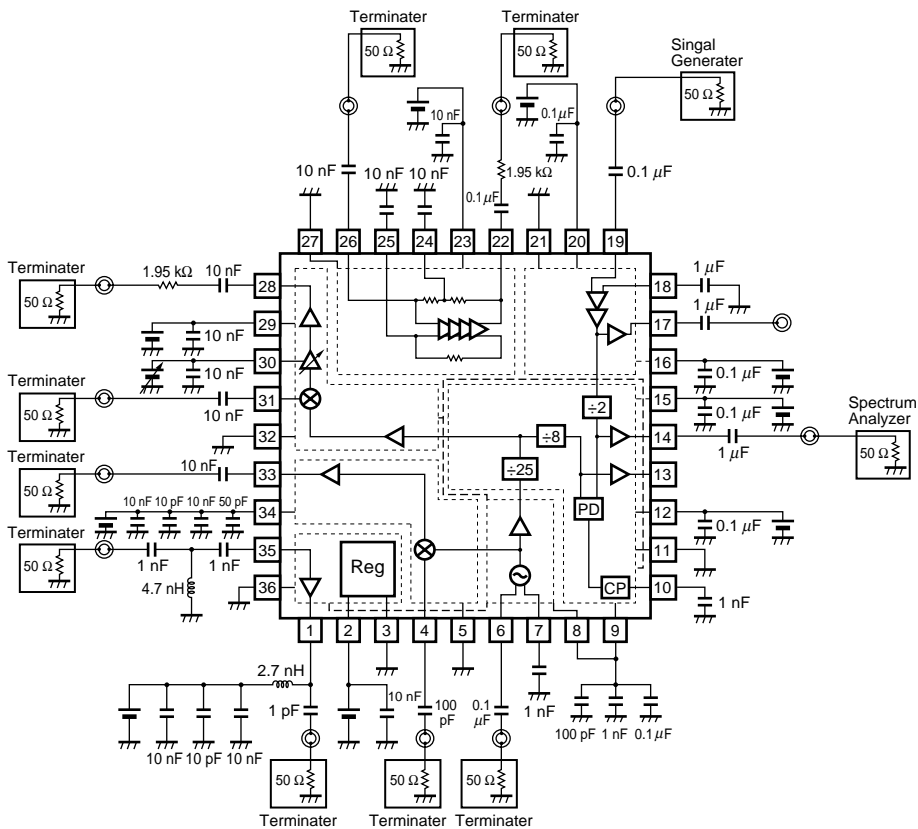 Terminater
50 Ω
Terminater
50 Ω
Singal
Generater
50 Ω
10 nF
10 nF
10 nF
10 nF
0.1 μF
1.95 kΩ
0.1 μF
0.1 μF
27
26
25
24
23
22
21
20
19
Terminater
50 Ω
1.95 kΩ
10 nF
28
10 nF
29
10 nF
30
Terminater
50 Ω
10 nF
31
32
Terminater
50 Ω
10 nF
33
10 nF
10 pF
10 nF
50 pF
34
Terminater
50 Ω
1 nF
1 nF
35
4.7 nH
36
18
1 μF
17
1 μF
16
0.1 μF
15
0.1 μF
14
1 μF
Spectrum
Analyzer
50 Ω
13
12
0.1 μF
11
10
1 nF
÷2
÷8
÷25
PD
CP
Reg
1
2
3
4
5
6
7
8
9
2.7 nH
1 pF
10 nF
10 pF
10 nF
10 nF
100
pF
0.1
μF
1 nF
100 pF
1 nF
0.1 μF
50 Ω
Terminater
50 Ω
Terminater
50 Ω
Terminater